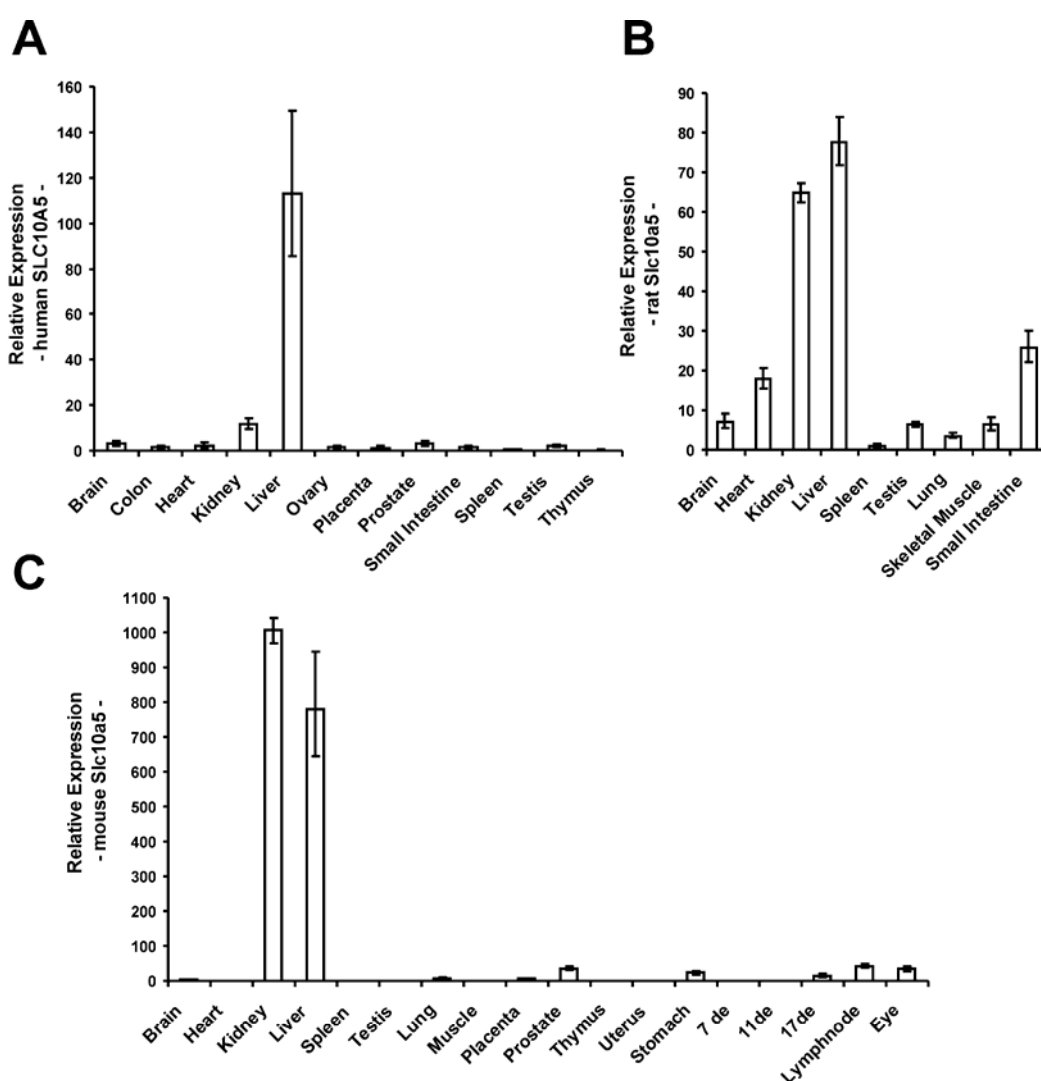 A
Relative Expression
- human SLC10A5 -
160
140
120
100
80
60
40
20
0
Brain
Colon
Heart
Kidney
Liver
Ovary
Placenta
Prostate
Small Intestine
Spleen
Testis
Thymus
B
Relative Expression
- rat Slc10a5 -
90
80
70
60
50
40
30
20
10
0
Brain
Heart
Kidney
Liver
Spleen
Testis
Lung
Skeletal Muscle
Small Intestine
C
Relative Expression
- mouse Slc10a5 -
1100
1000
900
800
700
600
500
400
300
200
100
0
Brain
Heart
Kidney
Liver
Spleen
Testis
Lung
Muscle
Placenta
Prostate
Thymus
Uterus
Stomach
7 de
11de
17de
Lymphnode
Eye